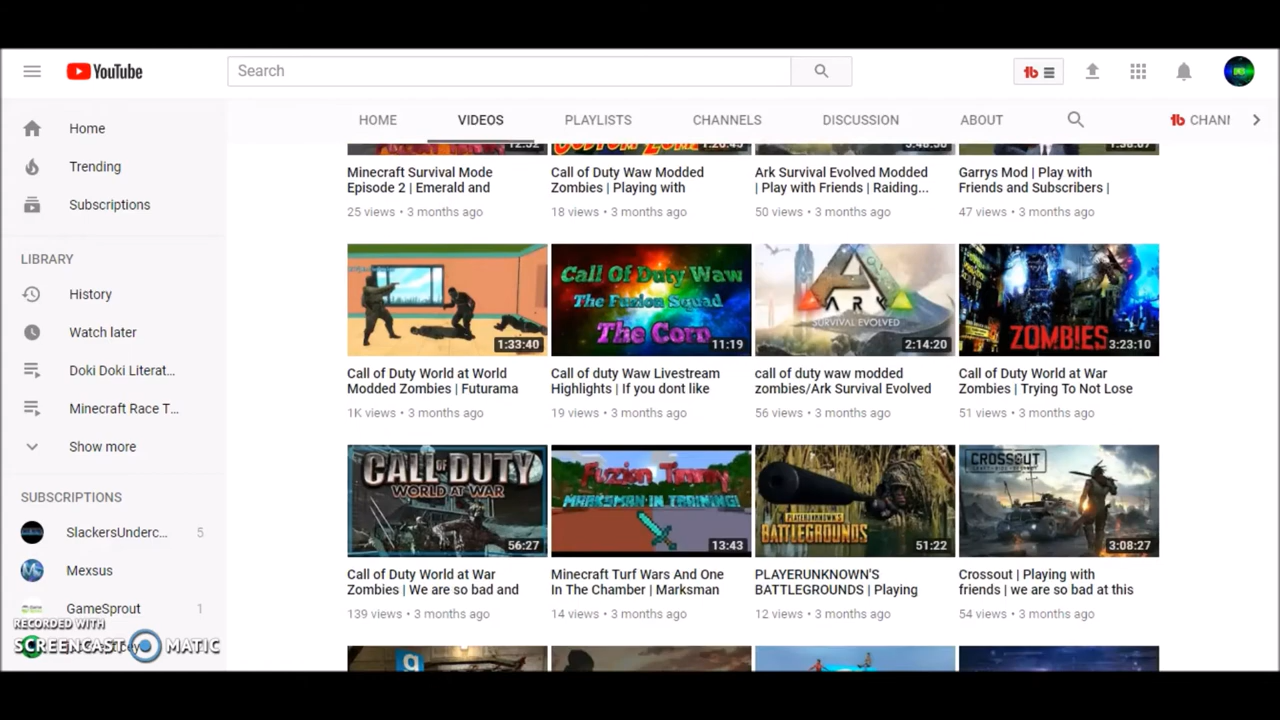 YouTube
Search
Home
Trending
Subscriptions
LIBRARY
History
Watch later
Doki Doki Literat...
Minecraft Race T...
Show more
SUBSCRIPTIONS
SlackersUnderc... 5
Mexsus
GameSprout 1
RECORDED WITH
SCREENCAST MATIC
HOME VIDEOS PLAYLISTS CHANNELS DISCUSSION ABOUT CHANN
Minecraft Survival Mode
Episode 2 | Emerald and
25 views • 3 months ago
1:26:45
Call of Duty Waw Modded
Zombies | Playing with
18 views • 3 months ago
Ark Survival Evolved Modded
| Play with Friends | Raiding...
50 views • 3 months ago
Garrys Mod | Play with
Friends and Subscribers |
47 views • 3 months ago
1:33:40
Call of Duty World at World
Modded Zombies | Futurama
1K views • 3 months ago
Call Of Duty Waw
The Fuzion Squad
The Corn
11:19
Call of duty Waw Livestream
Highlights | If you dont like
19 views • 3 months ago
ARK
SURVIVAL EVOLVED
2:14:20
call of duty waw modded
zombies/Ark Survival Evolved
56 views • 3 months ago
ZOMBIES
3:23:10
Call of Duty World at War
Zombies | Trying To Not Lose
51 views • 3 months ago
CALL OF DUTY
WORLD AT WAR
56:27
Call of Duty World at War
Zombies | We are so bad and
139 views • 3 months ago
Fuzion Timmy
MARKSMAN IN TRAINING!
13:43
Minecraft Turf Wars And One
In The Chamber | Marksman
14 views • 3 months ago
PLAYERUNKNOWN'S
BATTLEGROUNDS
51:22
PLAYERUNKNOWN'S
BATTLEGROUNDS | Playing
12 views • 3 months ago
CROSSOUT
3:08:27
Crossout | Playing with
friends | we are so bad at this
54 views • 3 months ago